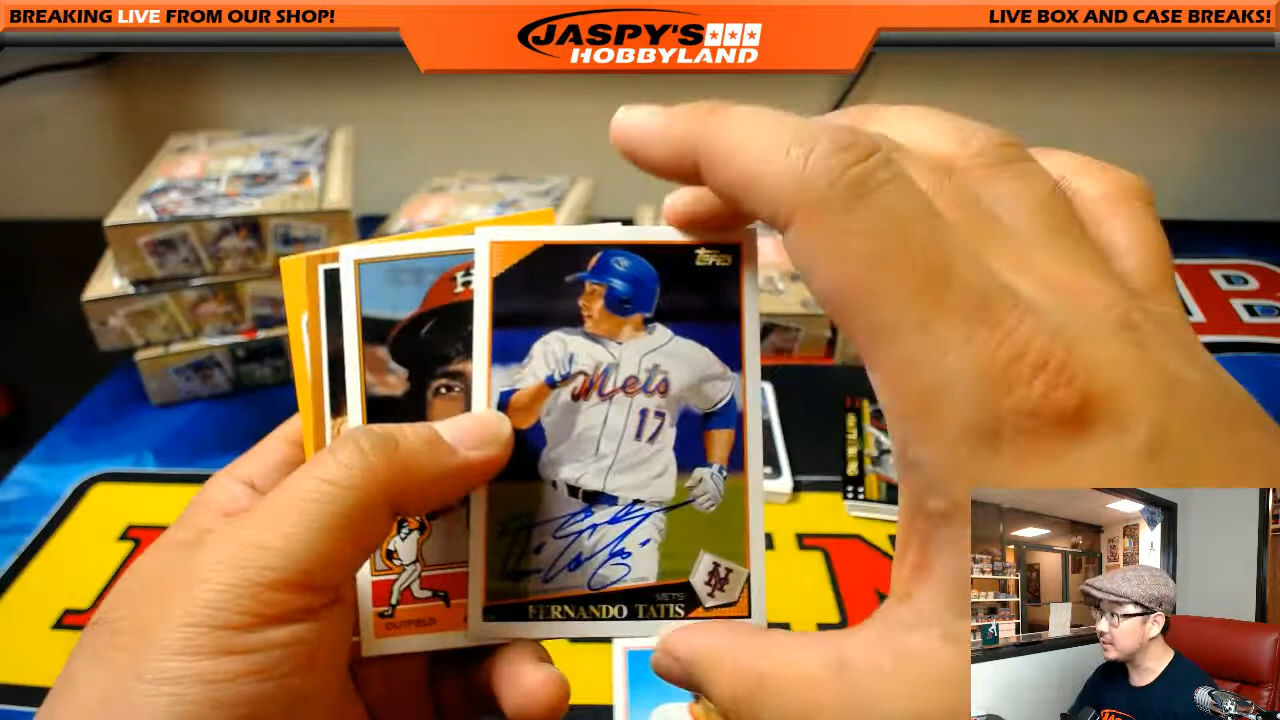 BREAKING LIVE FROM OUR SHOP!
JASPY'S
HOBBYLAND
LIVE BOX AND CASE BREAKS!
Topps
H
Mets
17
METS
FERNANDO TATIS
OUTFIELD